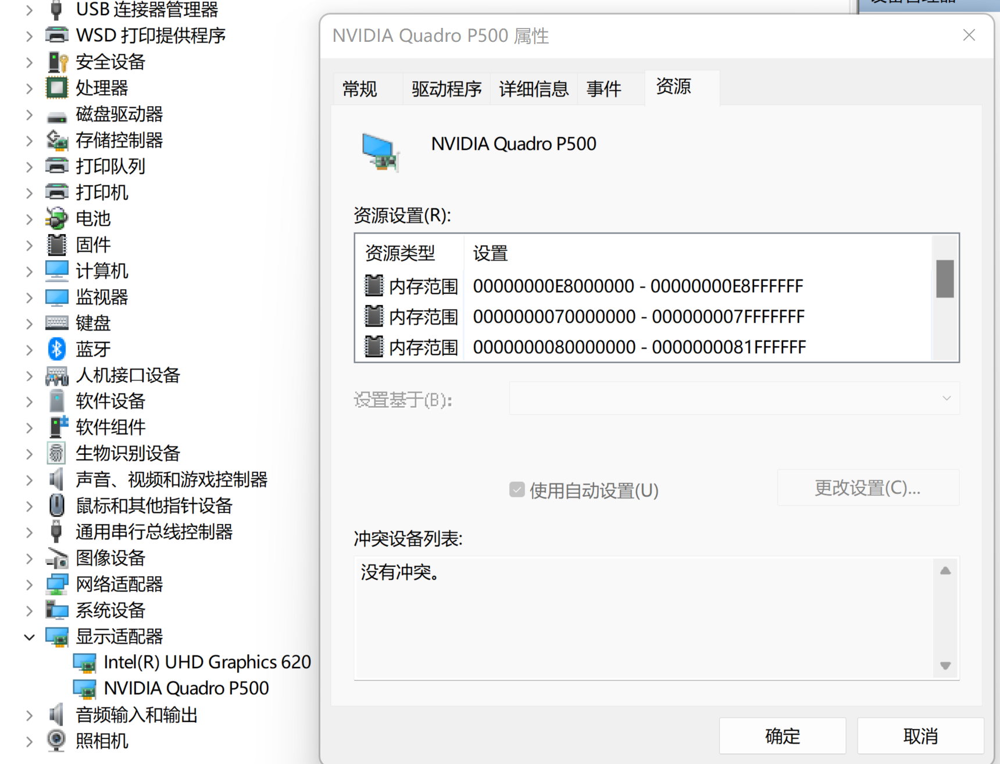 USB 连接器管理器
WSD 打印提供程序
安全设备
处理器
磁盘驱动器
存储控制器
打印队列
打印机
电池
固件
计算机
监视器
键盘
蓝牙
人机接口设备
软件设备
软件组件
生物识别设备
声音、视频和游戏控制器
鼠标和其他指针设备
通用串行总线控制器
图像设备
网络适配器
系统设备
显示适配器
Intel(R) UHD Graphics 620
NVIDIA Quadro P500
音频输入和输出
照相机
设备管理器
NVIDIA Quadro P500 属性
常规 驱动程序 详细信息 事件 资源
NVIDIA Quadro P500
资源设置(R):
资源类型 设置
内存范围 00000000E8000000 - 00000000E8FFFFFF
内存范围 0000000070000000 - 000000007FFFFFFF
内存范围 0000000080000000 - 0000000081FFFFFF
设置基于(B):
使用自动设置(U) 更改设置(C)...
冲突设备列表:
没有冲突。
确定 取消